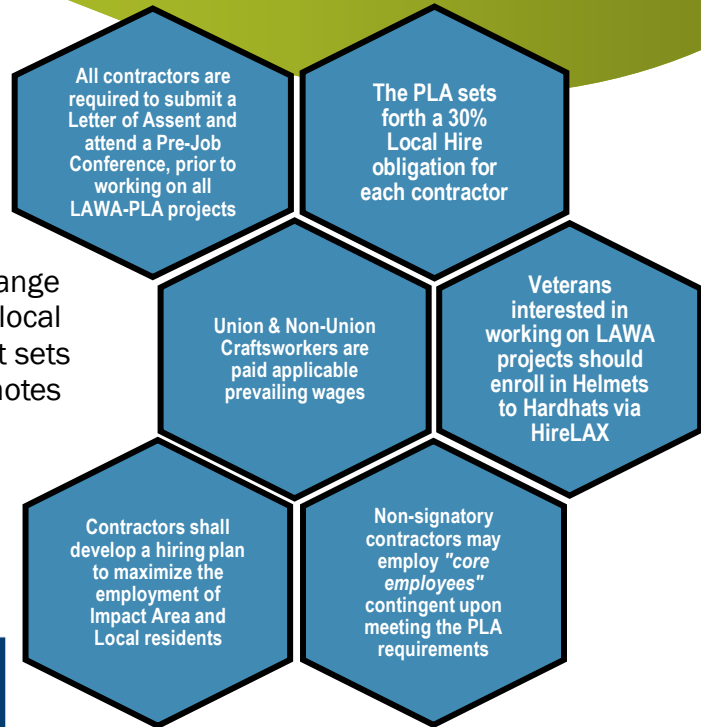 All contractors are
required to submit a
Letter of Assent and
attend a Pre-Job
Conference, prior to
working on all
LAWA-PLA projects
The PLA sets
forth a 30%
Local Hire
obligation for
each contractor
ange
local
t sets
notes
Union & Non-Union
Craftsworkers are
paid applicable
prevailing wages
Veterans
interested in
working on LAWA
projects should
enroll in Helmets
to Hardhats via
HireLAX
Contractors shall
develop a hiring plan
to maximize the
employment of
Impact Area and
Local residents
Non-signatory
contractors may
employ "core
employees"
contingent upon
meeting the PLA
requirements